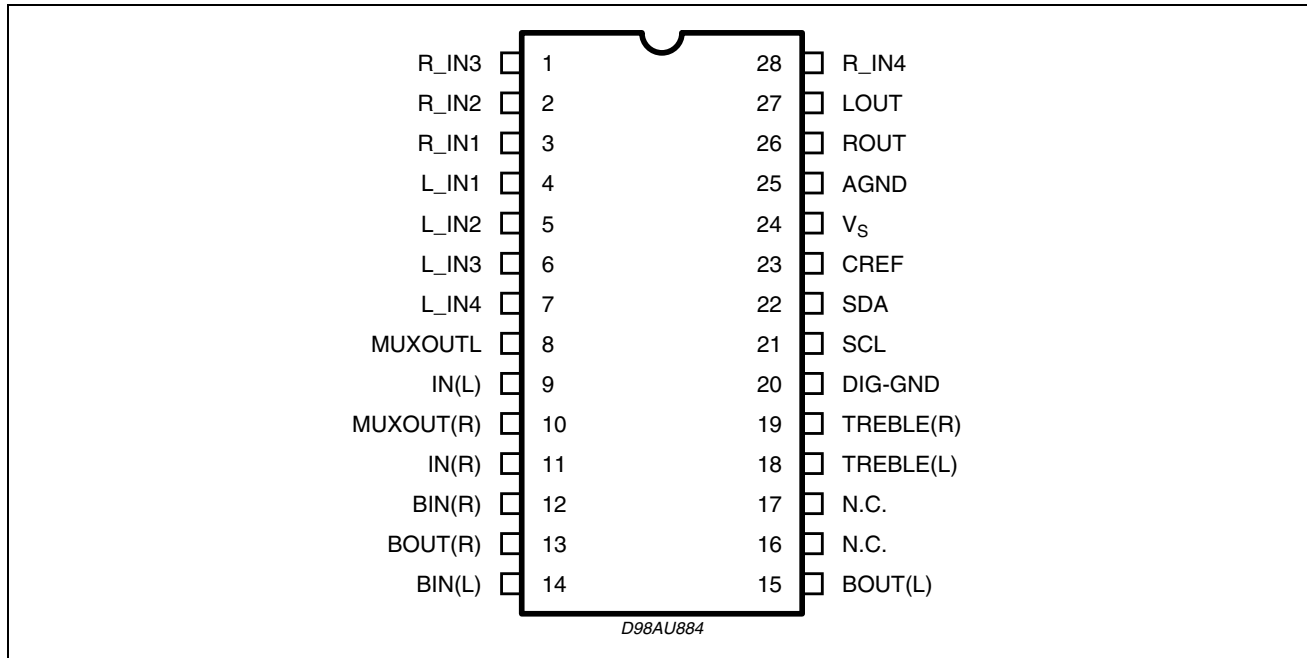 R_IN3 1 28 R_IN4
R_IN2 2 27 LOUT
R_IN1 3 26 ROUT
L_IN1 4 25 AGND
L_IN2 5 24 VS
L_IN3 6 23 CREF
L_IN4 7 22 SDA
MUXOUTL 8 21 SCL
IN(L) 9 20 DIG-GND
MUXOUT(R) 10 19 TREBLE(R)
IN(R) 11 18 TREBLE(L)
BIN(R) 12 17 N.C.
BOUT(R) 13 16 N.C.
BIN(L) 14 15 BOUT(L)
D98AU884